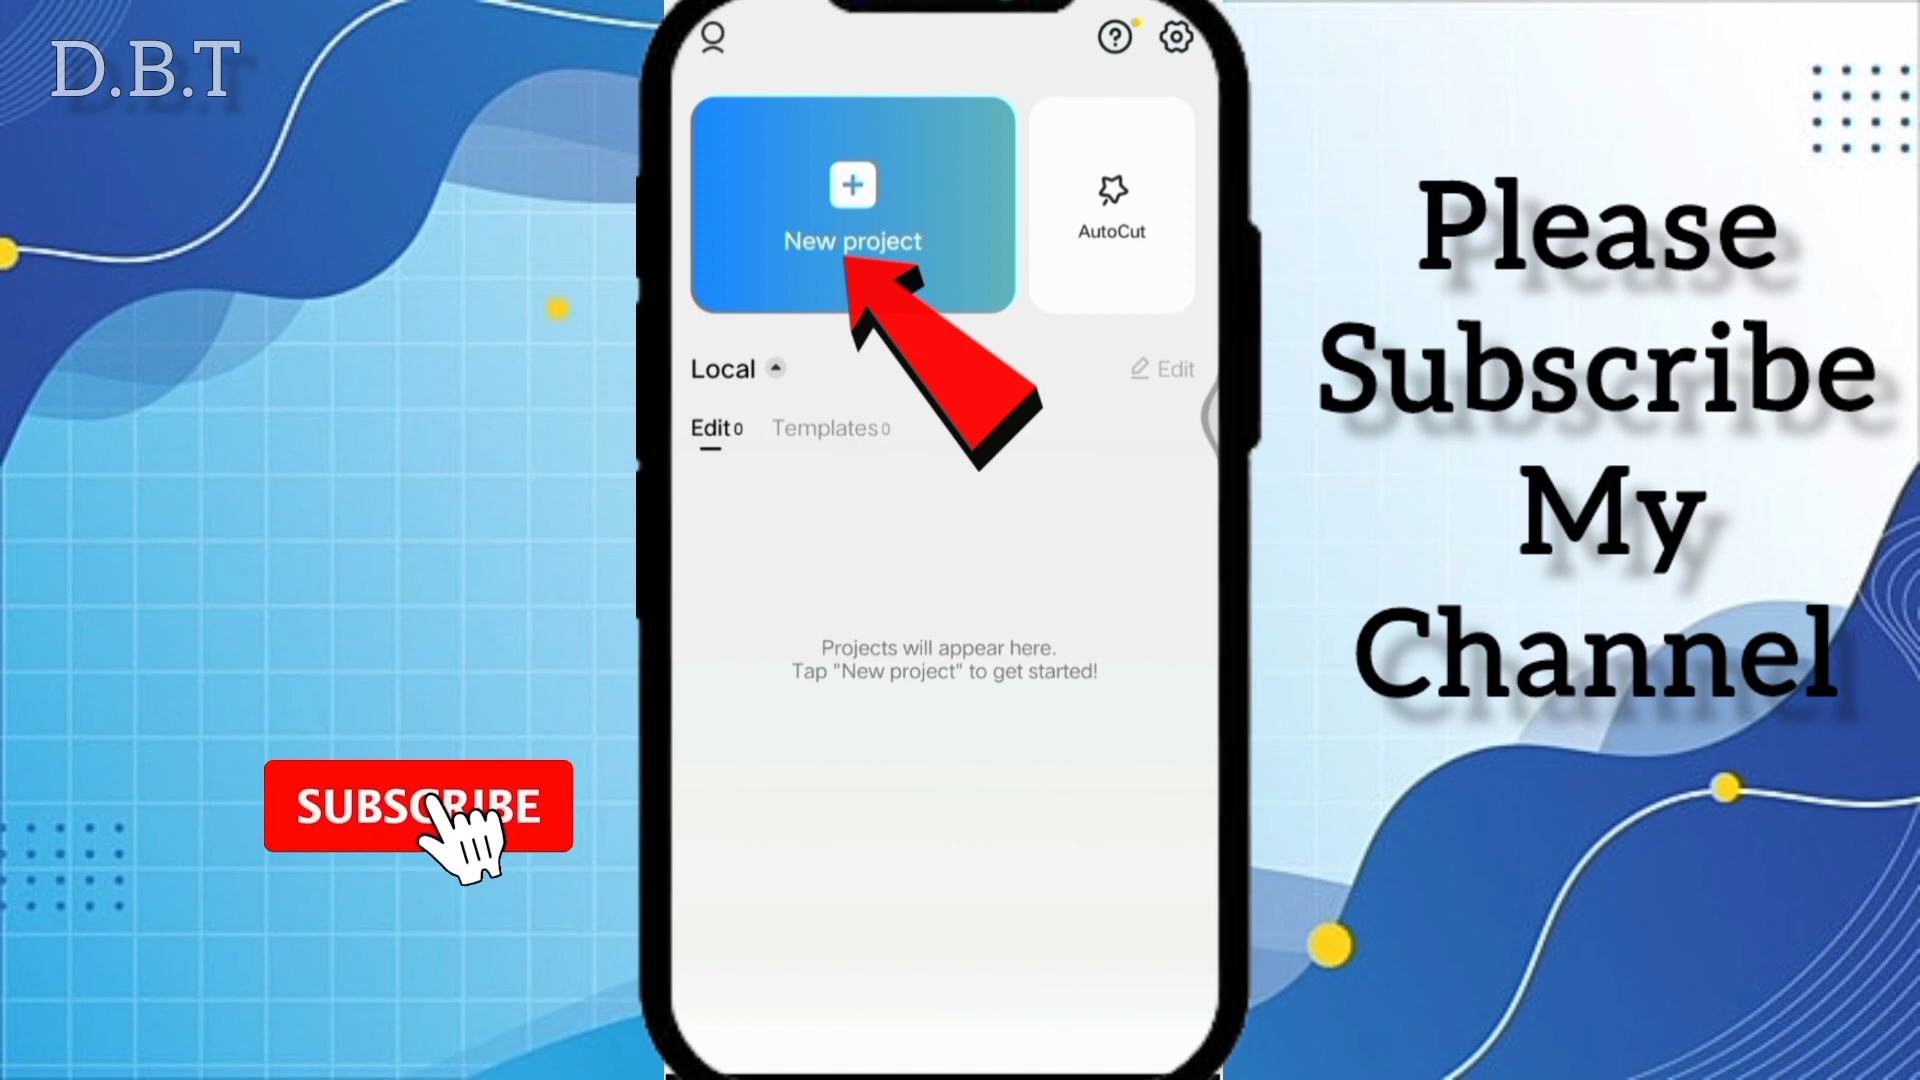 D.B.T
New project
AutoCut
Local
Edit
Edit 0
Templates 0
Projects will appear here.
Tap "New project" to get started!
SUBSCRIBE
Please
Subscribe
My
Channel